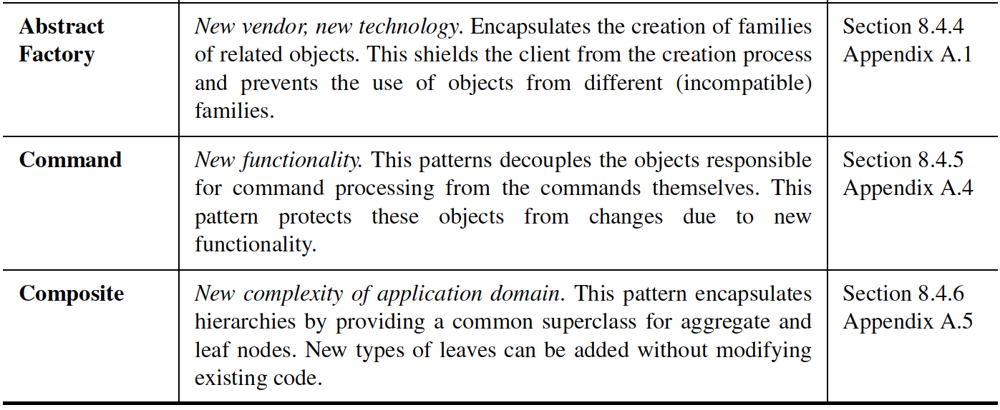 Abstract
Factory
New vendor, new technology. Encapsulates the creation of families
of related objects. This shields the client from the creation process
and prevents the use of objects from different (incompatible)
families.
Section 8.4.4
Appendix A.1
Command
New functionality. This patterns decouples the objects responsible
for command processing from the commands themselves. This
pattern protects these objects from changes due to new
functionality.
Section 8.4.5
Appendix A.4
Composite
New complexity of application domain. This pattern encapsulates
hierarchies by providing a common superclass for aggregate and
leaf nodes. New types of leaves can be added without modifying
existing code.
Section 8.4.6
Appendix A.5